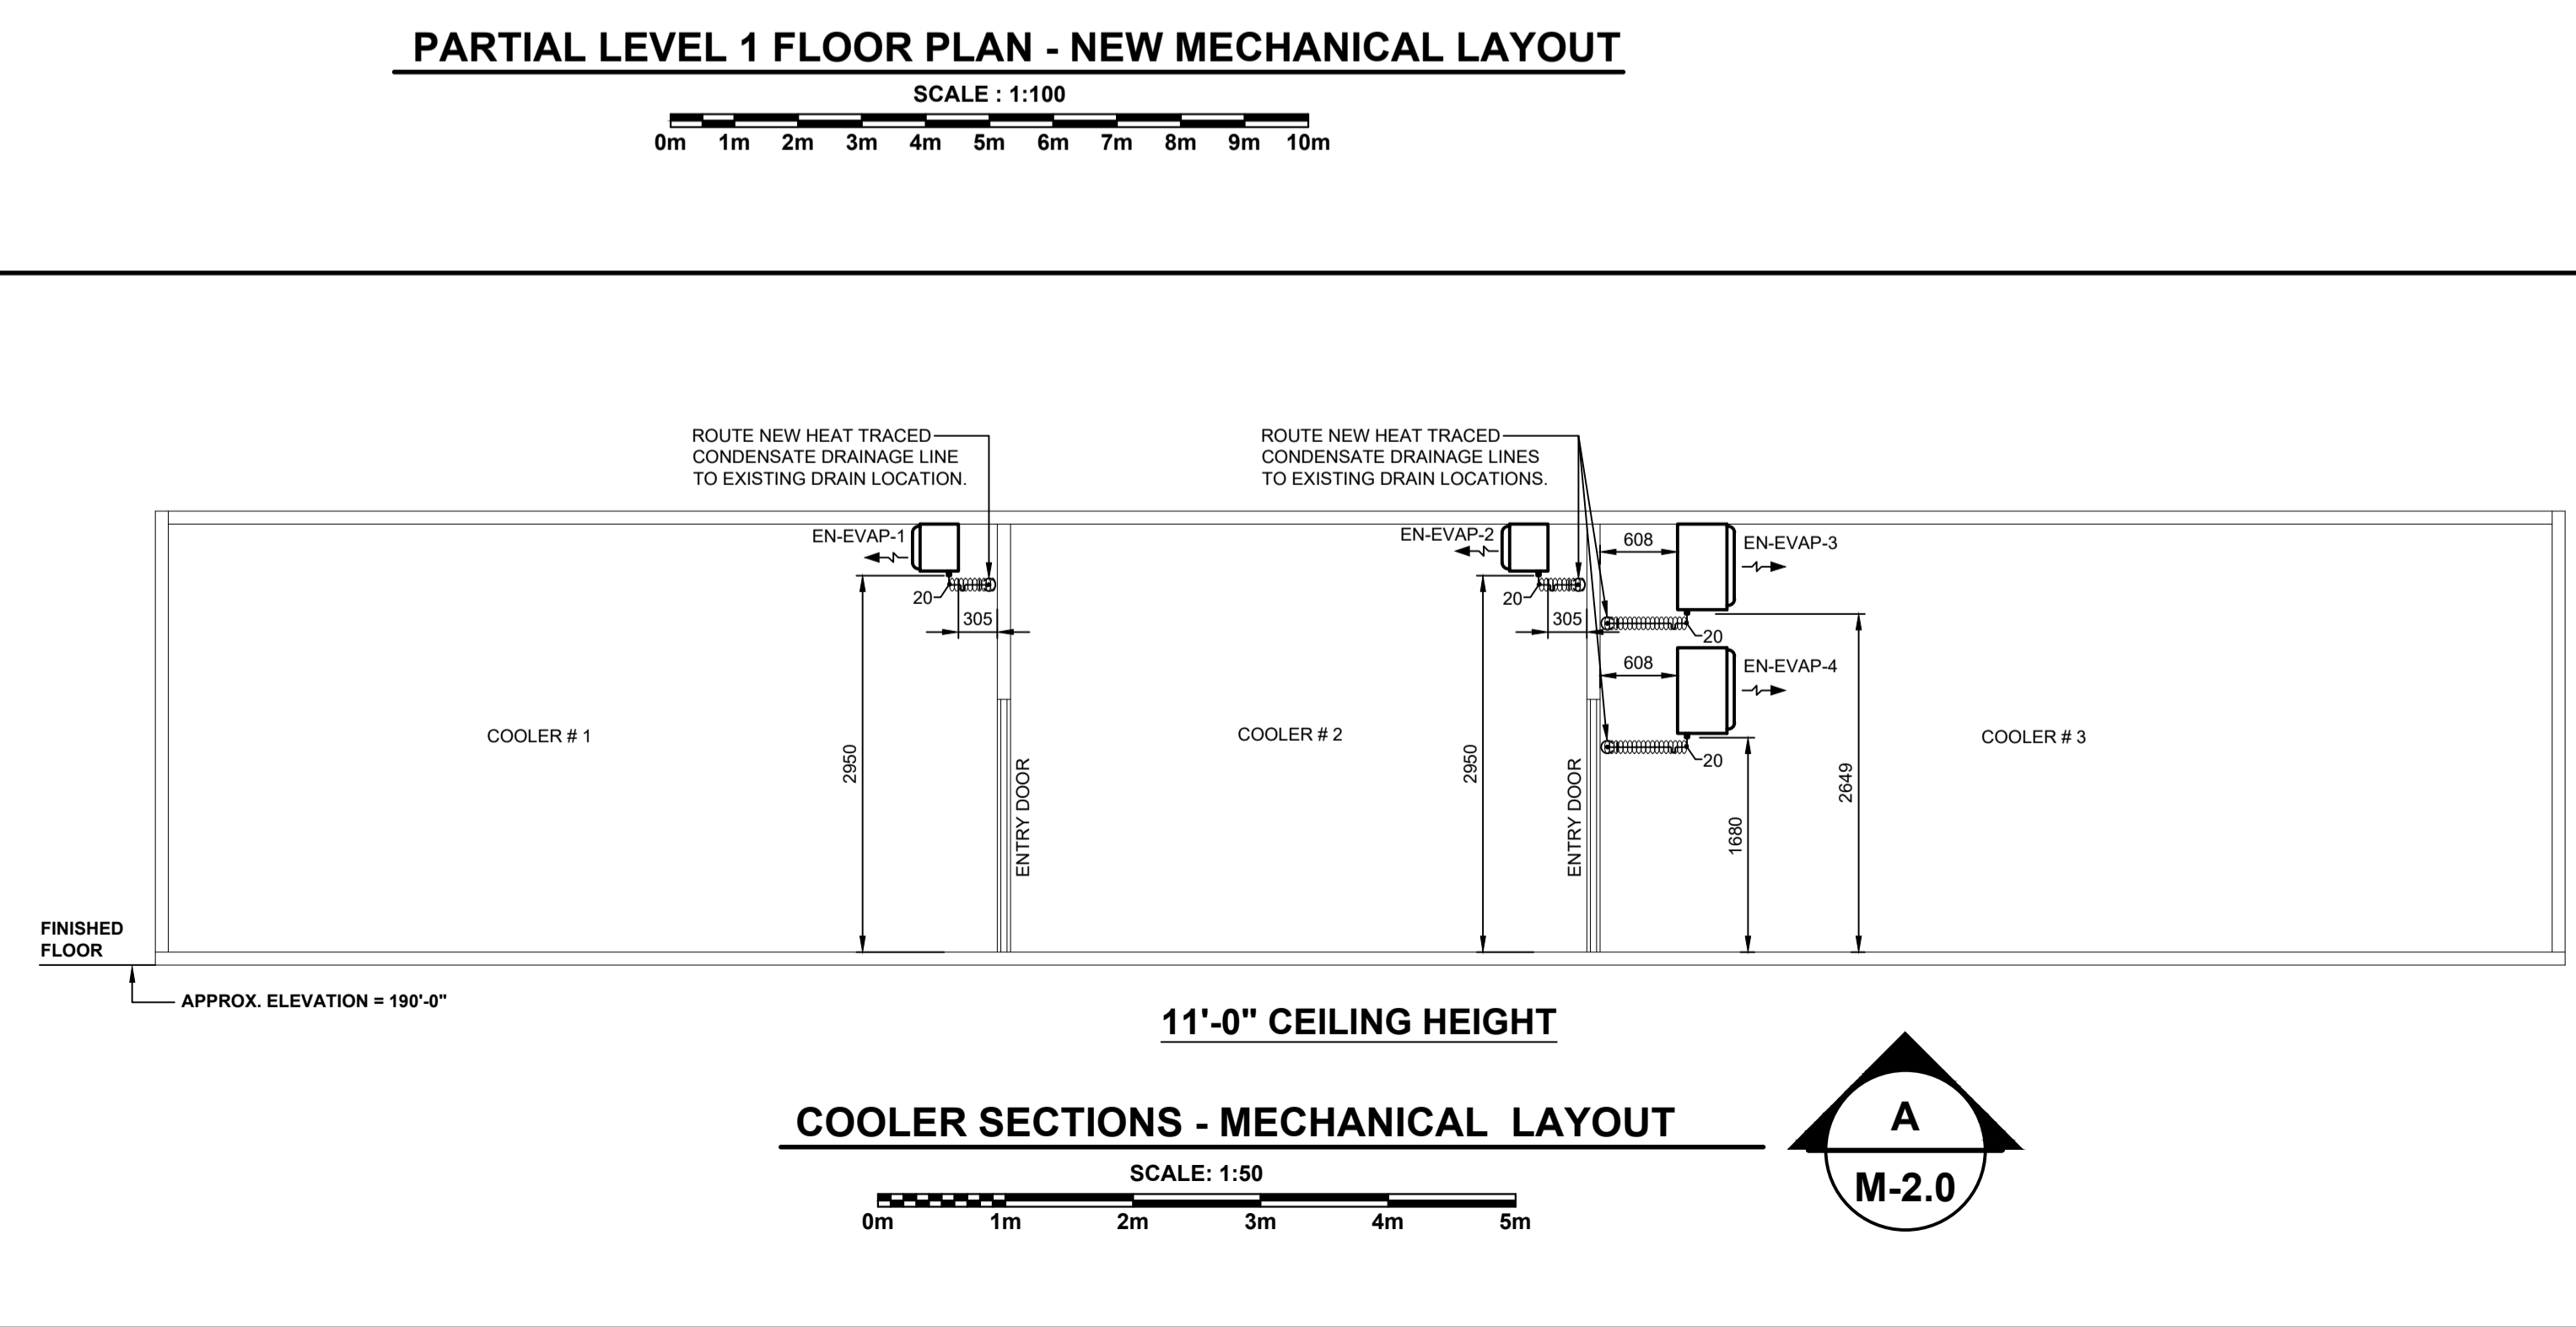 PARTIAL LEVEL 1 FLOOR PLAN - NEW MECHANICAL LAYOUT
SCALE : 1:100
0m 1m 2m 3m 4m 5m 6m 7m 8m 9m 10m
ROUTE NEW HEAT TRACED
CONDENSATE DRAINAGE LINE
TO EXISTING DRAIN LOCATION.
ROUTE NEW HEAT TRACED
CONDENSATE DRAINAGE LINES
TO EXISTING DRAIN LOCATIONS.
EN-EVAP-1
20
305
2950
COOLER # 1
ENTRY DOOR
EN-EVAP-2
20
305
2950
COOLER # 2
ENTRY DOOR
608
EN-EVAP-3
20
608
EN-EVAP-4
20
1680
2649
COOLER # 3
FINISHED
FLOOR
APPROX. ELEVATION = 190'-0"
11'-0" CEILING HEIGHT
COOLER SECTIONS - MECHANICAL LAYOUT
SCALE: 1:50
0m 1m 2m 3m 4m 5m
A
M-2.0